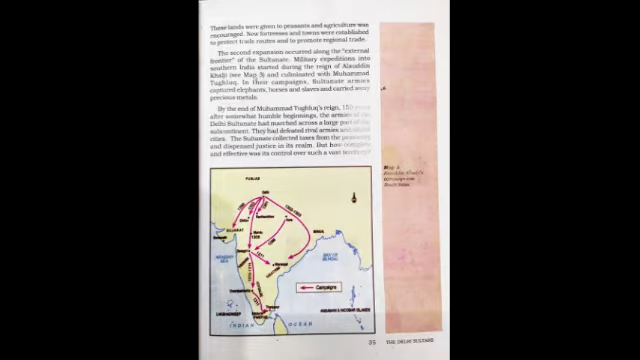 These lands were given to peasants and agriculture was
encouraged. New fortresses and towns were established
to protect trade routes and to promote regional trade.
The second expansion occurred along the "external
frontier" of the Sultanate. Military expeditions into
southern India started during the reign of Alauddin
Khalji (see Map 3) and culminated with Muhammad
Tughluq. In their campaigns, Sultanate armies
captured elephants, horses and slaves and carried away
precious metals.
By the end of Muhammad Tughluq's reign, 150
after somewhat humble beginnings, the armies of the
Delhi Sultanate had marched across a large part of the
subcontinent. They had defeated rival armies and
cities. The Sultanate collected taxes from the
and dispensed justice in its realm. But how
and effective was its control over such a vast territory?
Map 3
Alauddin Khalji's
campaign into
South India
PUNJAB
Delhi
GUJARAT
ARABIAN
SEA
BAY OF
BENGAL
Campaigns
LAKSHADWEEP
ANDAMAN & NICOBAR ISLANDS
INDIAN OCEAN
35 THE DELHI SULTANS